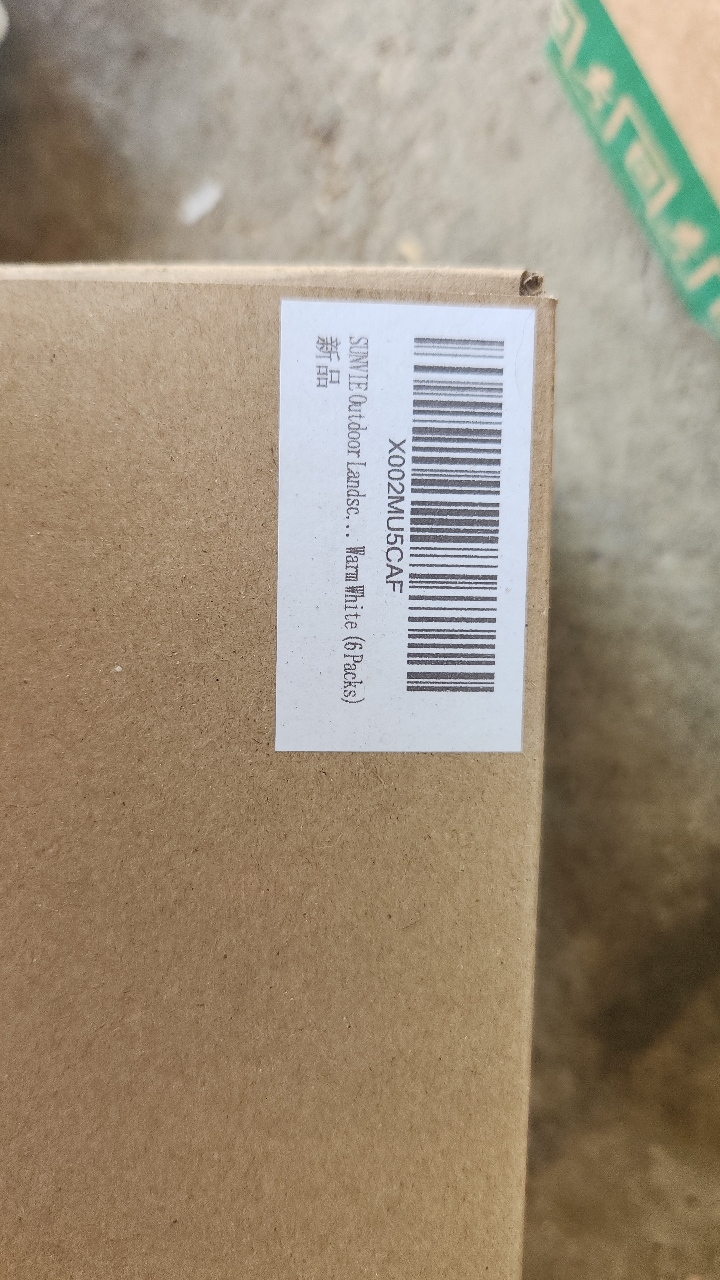 X002MU5CAF
SUNVIE Outdoor Landsc... Warm White (6 Packs)
新品